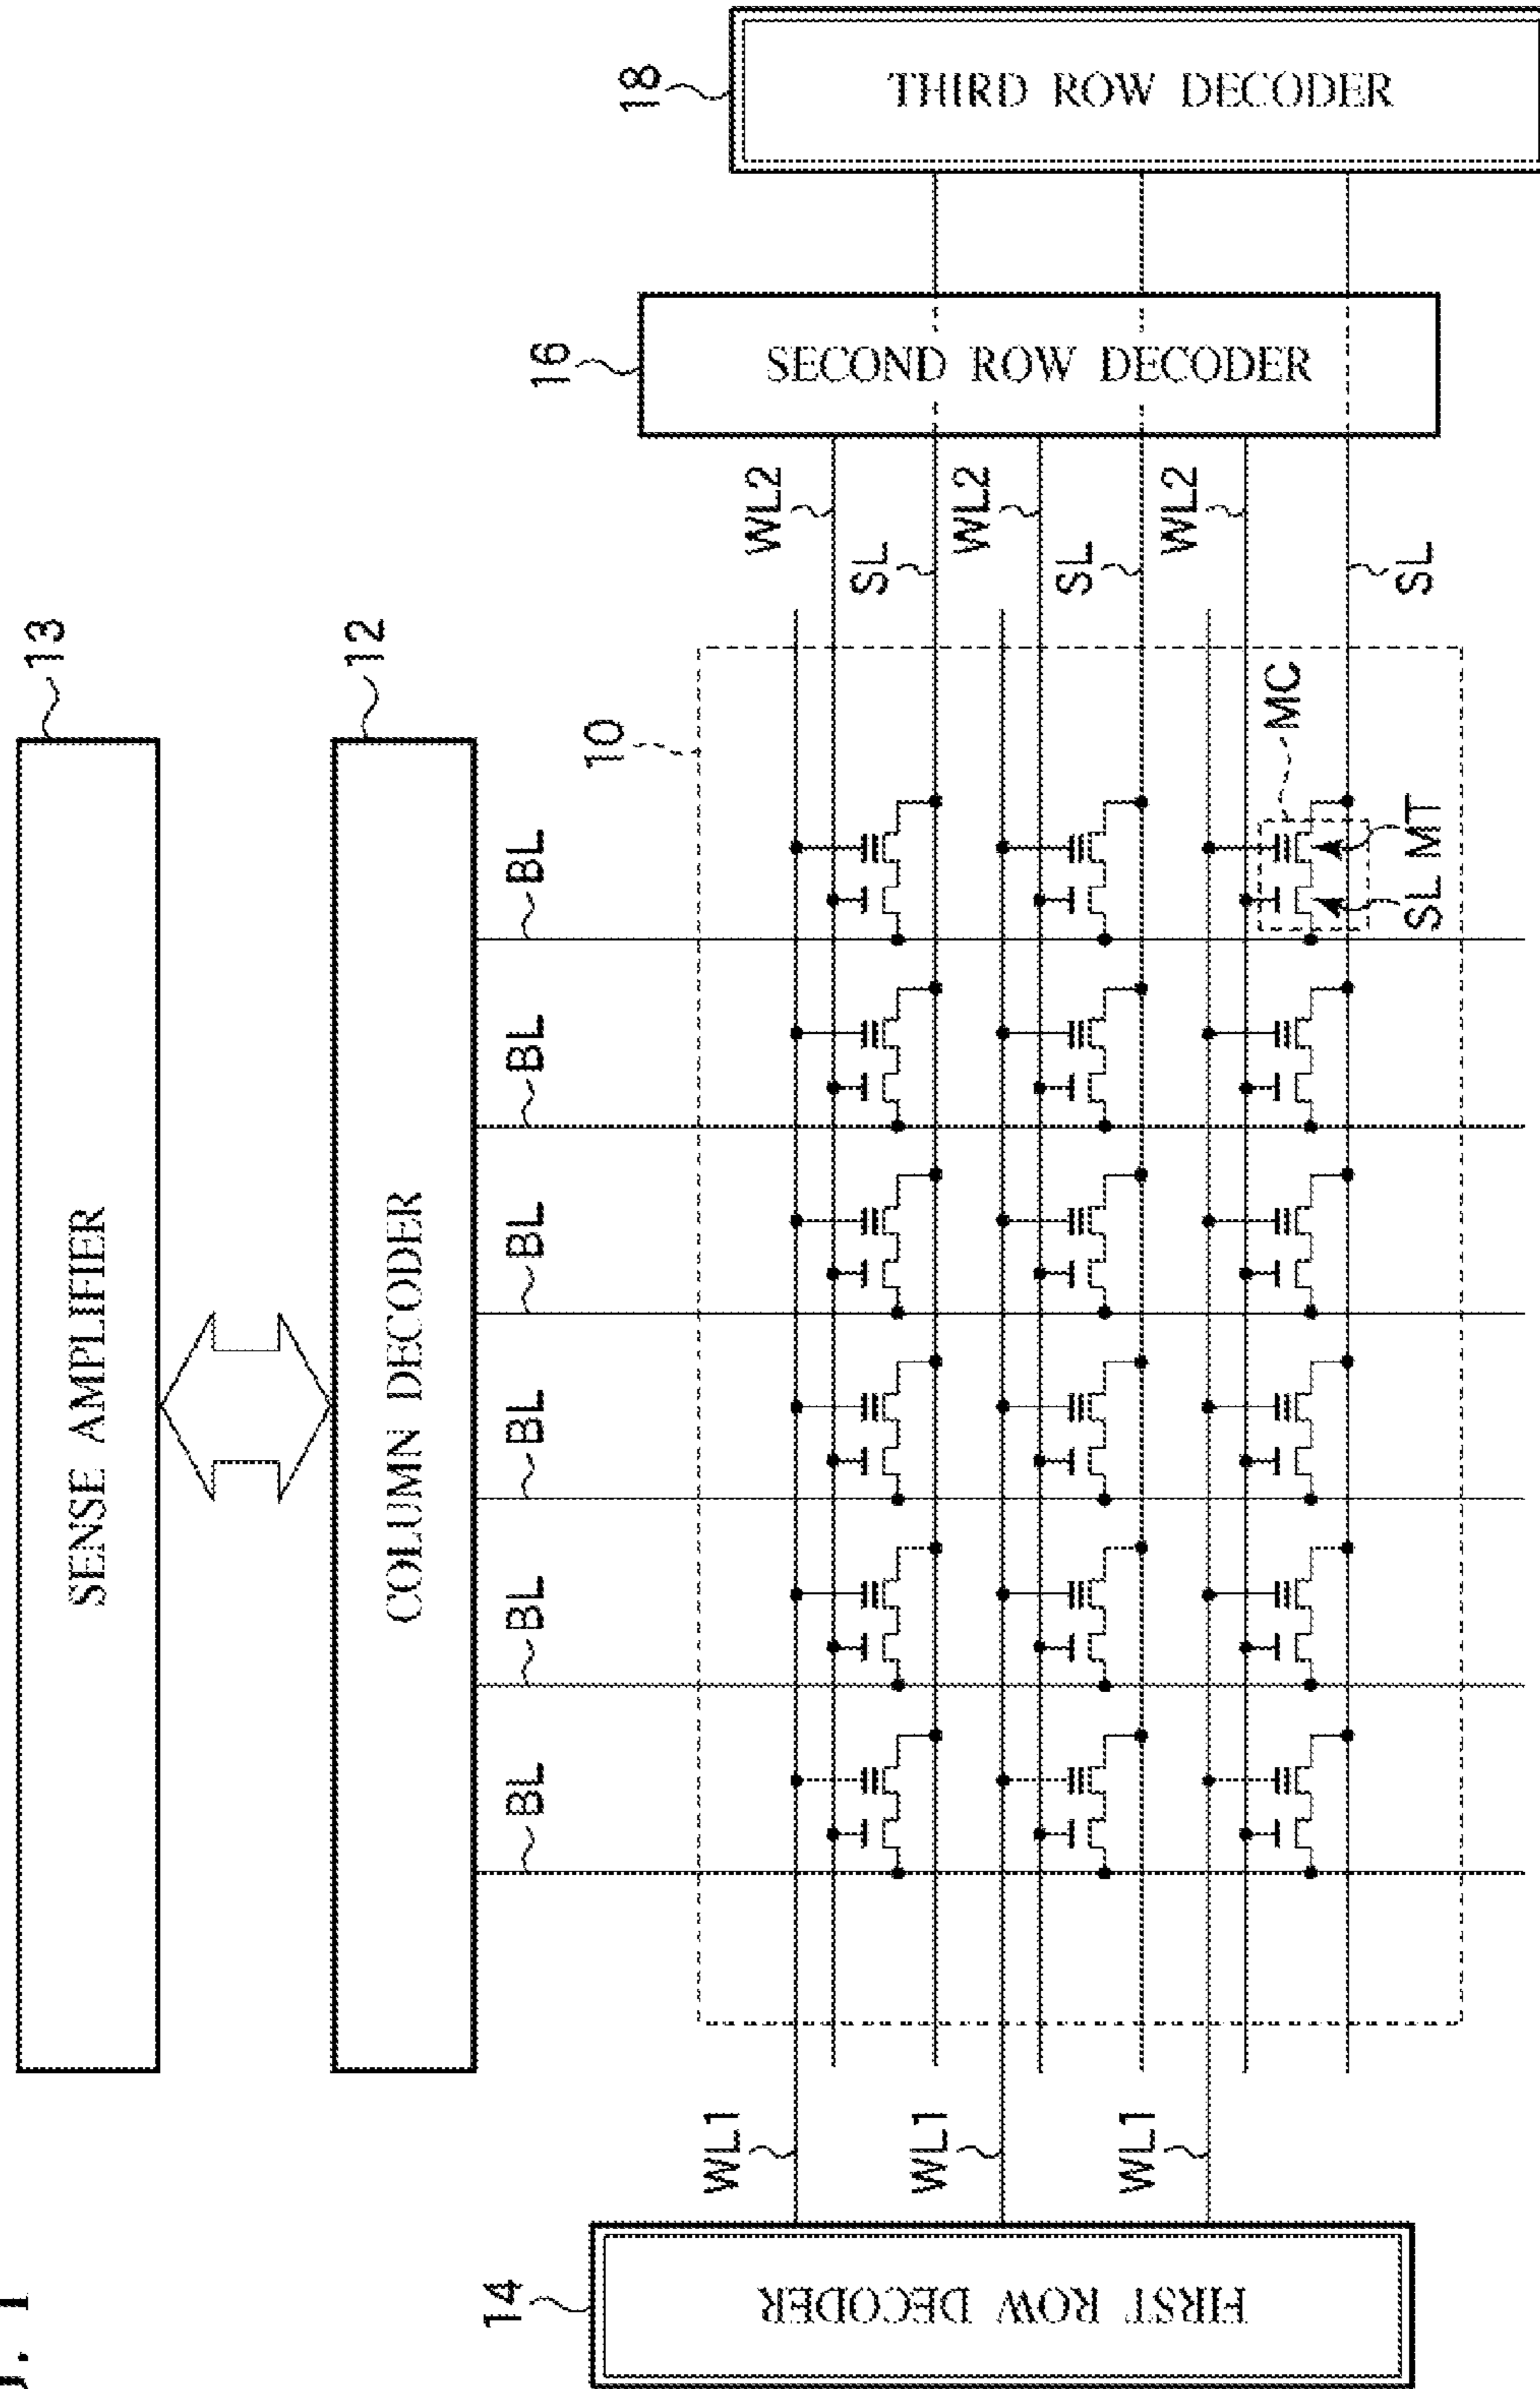 . 1
SENSE AMPLIFIER
13
COLUMN DECODER
12
BL
BL
BL
BL
BL
BL
14
10
16
18
FIRST ROW DECODER
SECOND ROW DECODER
THIRD ROW DECODER
WL1
WL2
SL
WL1
WL2
SL
WL1
WL2
MC
SL MT
SL